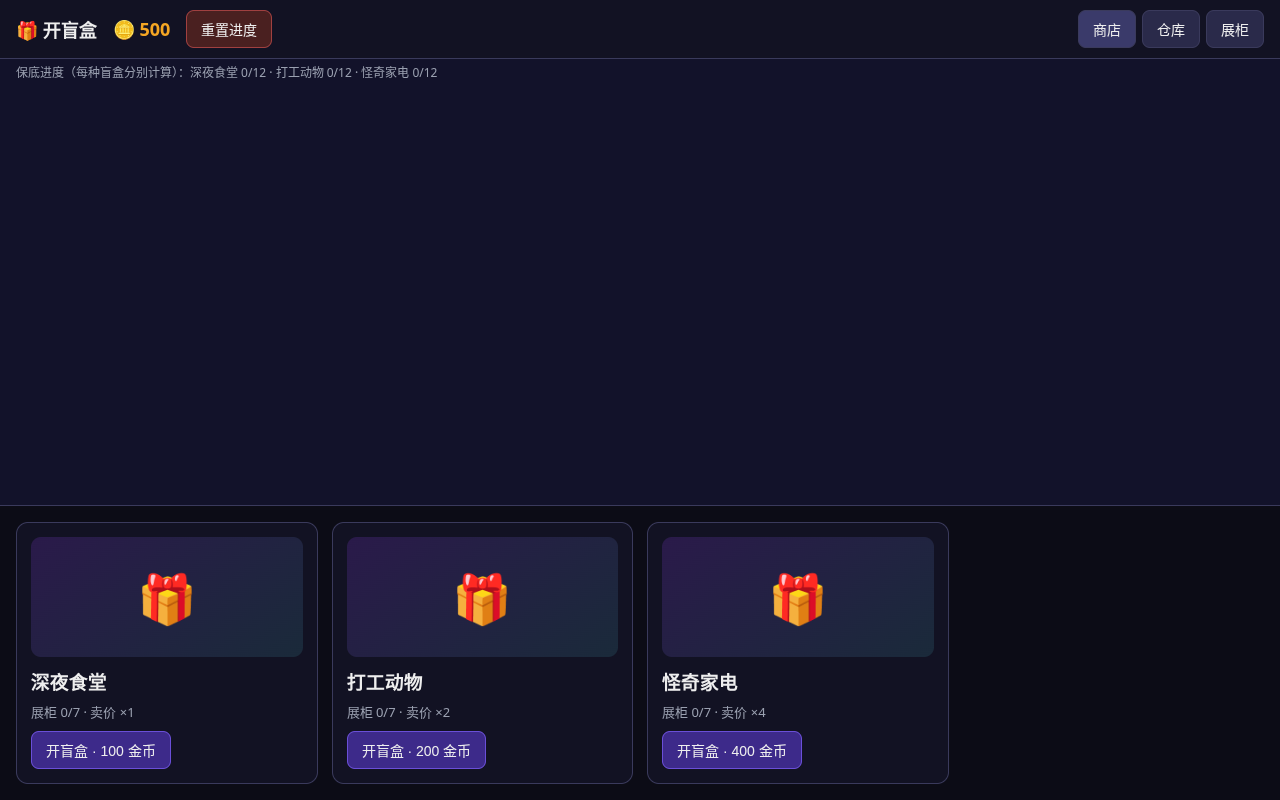 🎁 开盲盒 🪙 500 重置进度 商店 仓库 展柜
保底进度（每种盲盒分别计算）：深夜食堂 0/12 · 打工动物 0/12 · 怪奇家电 0/12
深夜食堂
展柜 0/7 · 卖价 ×1
开盲盒 · 100 金币
打工动物
展柜 0/7 · 卖价 ×2
开盲盒 · 200 金币
怪奇家电
展柜 0/7 · 卖价 ×4
开盲盒 · 400 金币